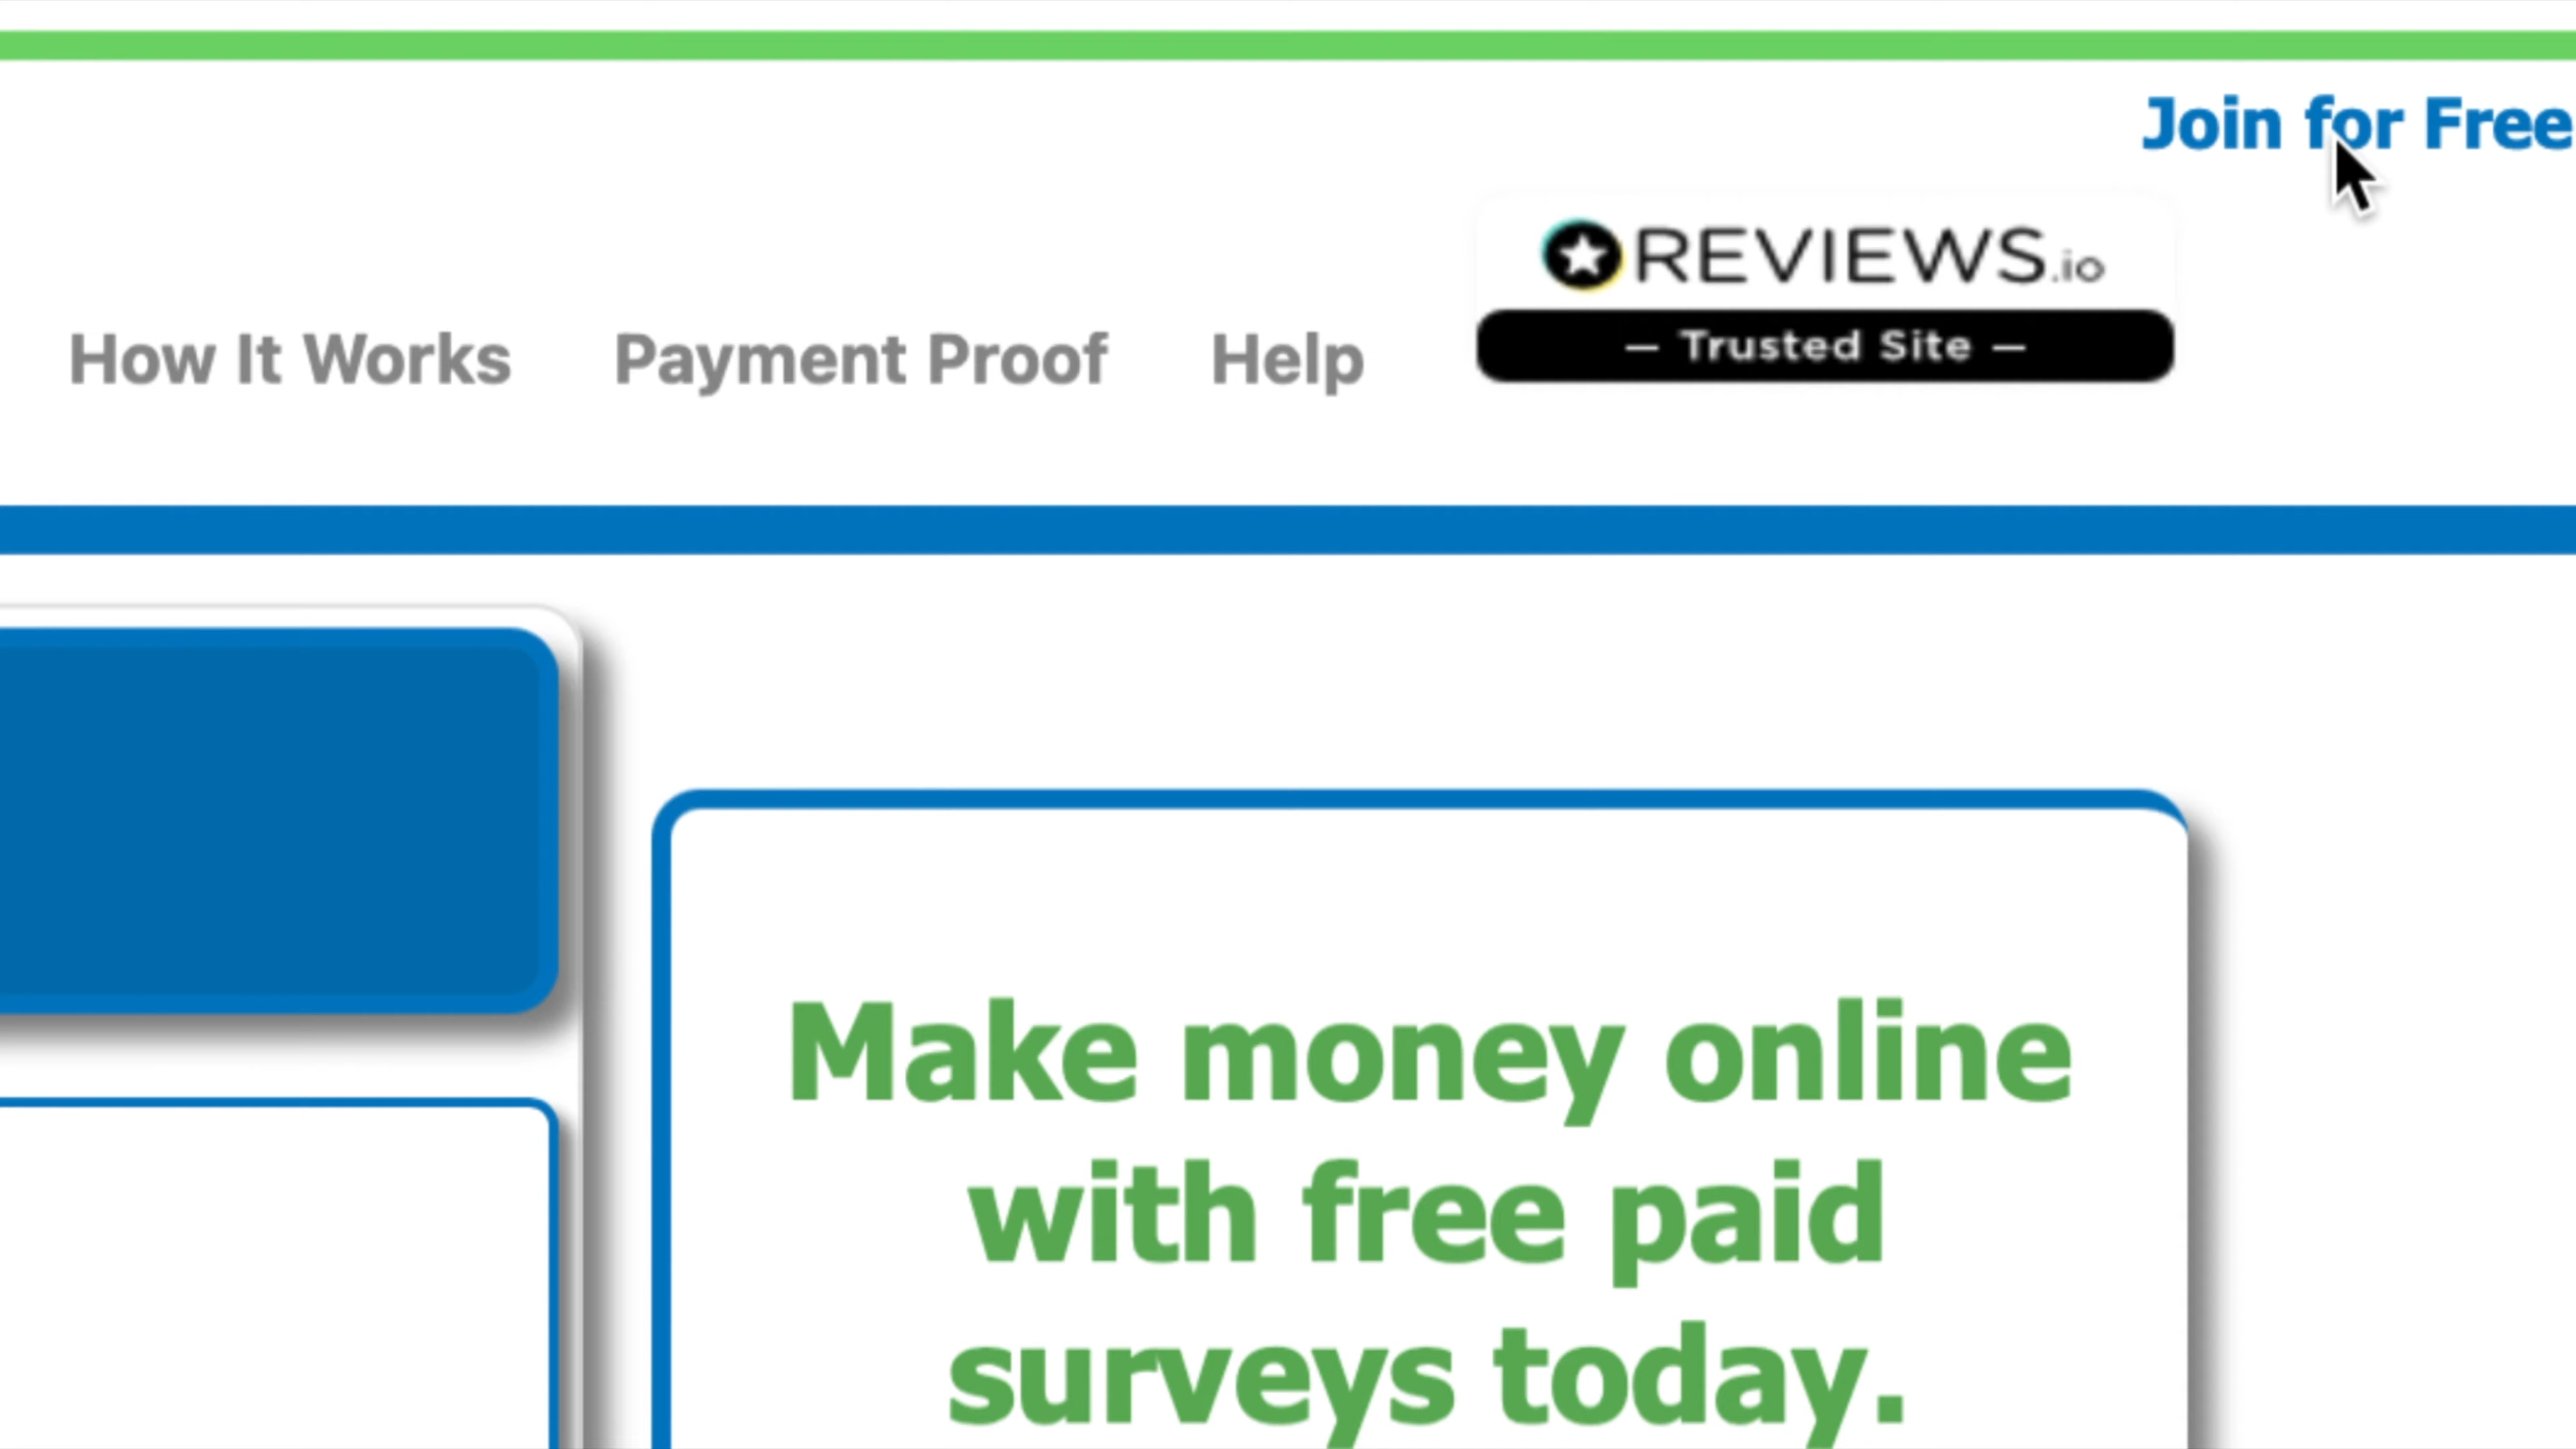 Join for Free
REVIEWS.io
How It Works Payment Proof Help — Trusted Site —
Make money online
with free paid
surveys today.